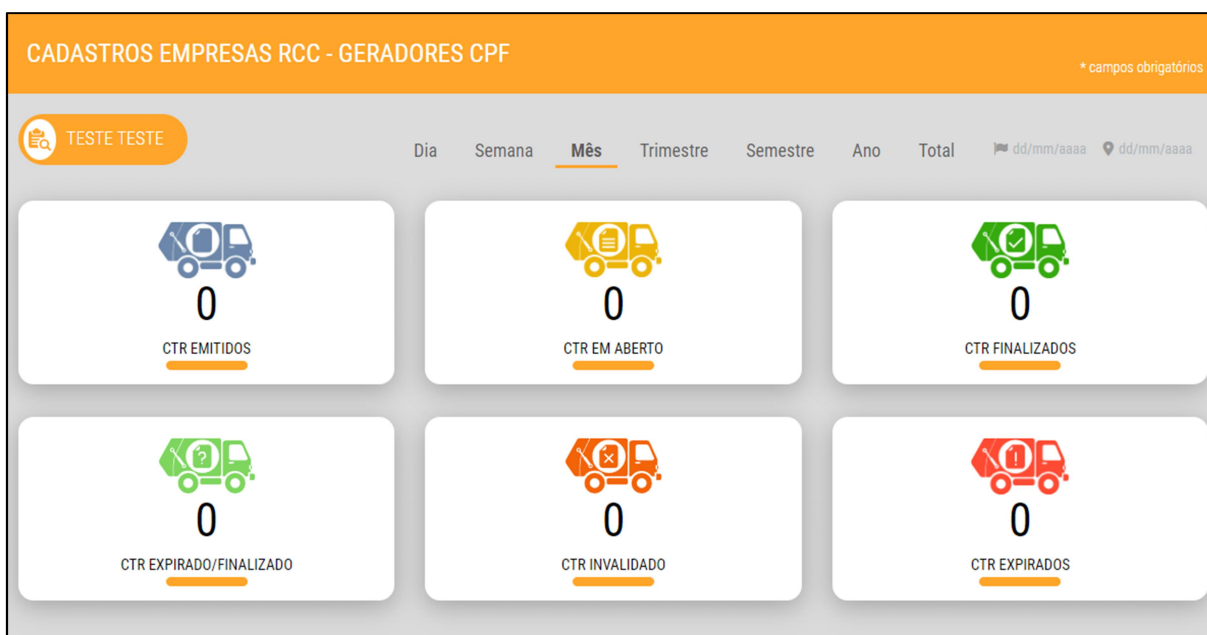 CADASTROS EMPRESAS RCC - GERADORES CPF
* campos obrigatórios
TESTE TESTE
Dia Semana Mês Trimestre Semestre Ano Total dd/mm/aaaa dd/mm/aaaa
0 0 0
CTR EMITIDOS CTR EM ABERTO CTR FINALIZADOS
0 0 0
CTR EXPIRADO/FINALIZADO CTR INVALIDADO CTR EXPIRADOS